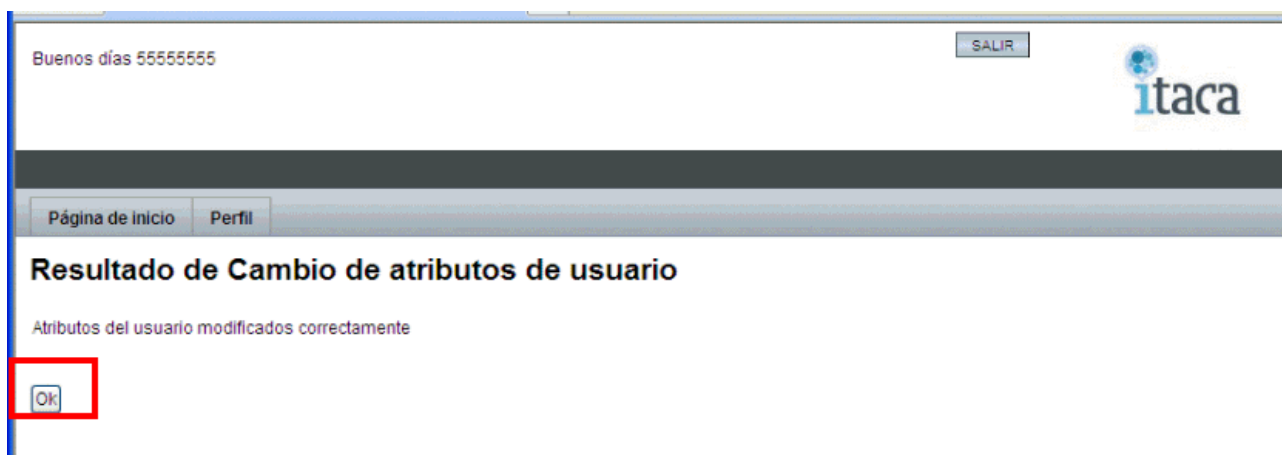 Buenos días 55555555
SALIR
itaca
Página de inicio Perfil
Resultado de Cambio de atributos de usuario
Atributos del usuario modificados correctamente
Ok